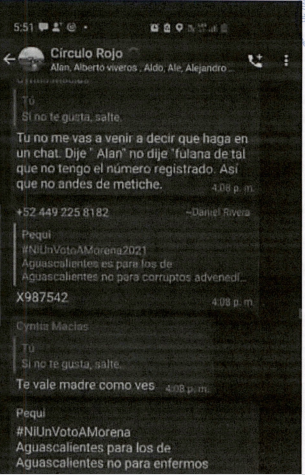 5:51
Círculo Rojo
Alan, Alberto viveros, Aldo, Ale, Alejandro...
Tú
Si no te gusta, salte.
Tu no me vas a venir a decir que haga en
un chat. Dije " Alan" no dije "fulana de tal
que no tengo el número registrado. Así
que no andes de metiche.
4:08 p. m.
+52 449 225 8182
~Daniel Rivera
Pequi
#NiUnVotoAMorena2021
Aguascalientes es para los de
Aguascalientes no para corruptos advenedi...
X987542
4:08 p. m.
Cyntia Macias
Tú
Si no te gusta, salte.
Te vale madre como ves
4:08 p. m.
Pequi
#NiUnVotoAMorena
Aguascalientes para los de
Aguascalientes no para enfermos